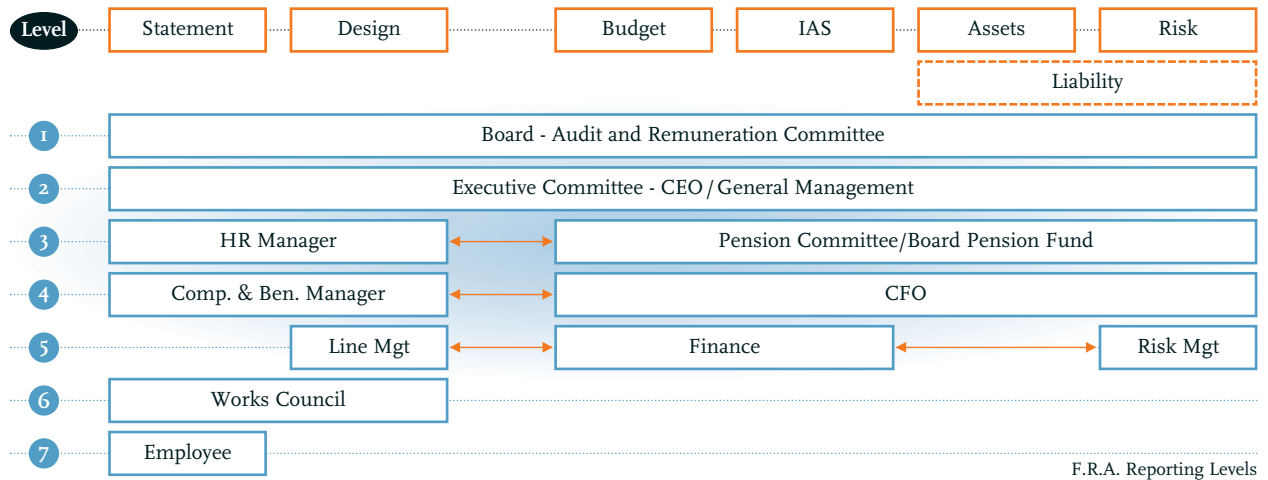 Level Statement Design Budget IAS Assets Risk
Liability
1 Board - Audit and Remuneration Committee
2 Executive Committee - CEO / General Management
3 HR Manager Pension Committee/Board Pension Fund
4 Comp. & Ben. Manager CFO
5 Line Mgt Finance Risk Mgt
6 Works Council
7 Employee
F.R.A. Reporting Levels